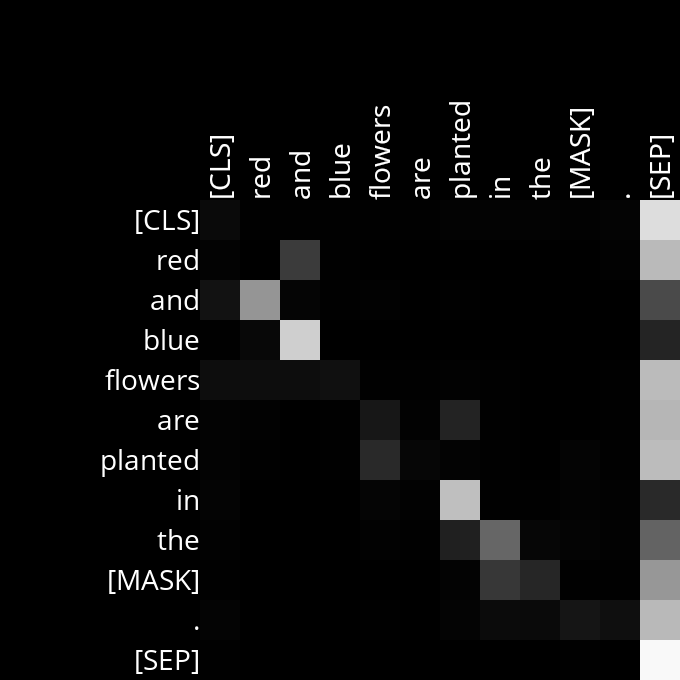 [CLS] red and blue flowers are planted in the [MASK] . [SEP]
[CLS]
red
and
blue
flowers
are
planted
in
the
[MASK]
.
[SEP]